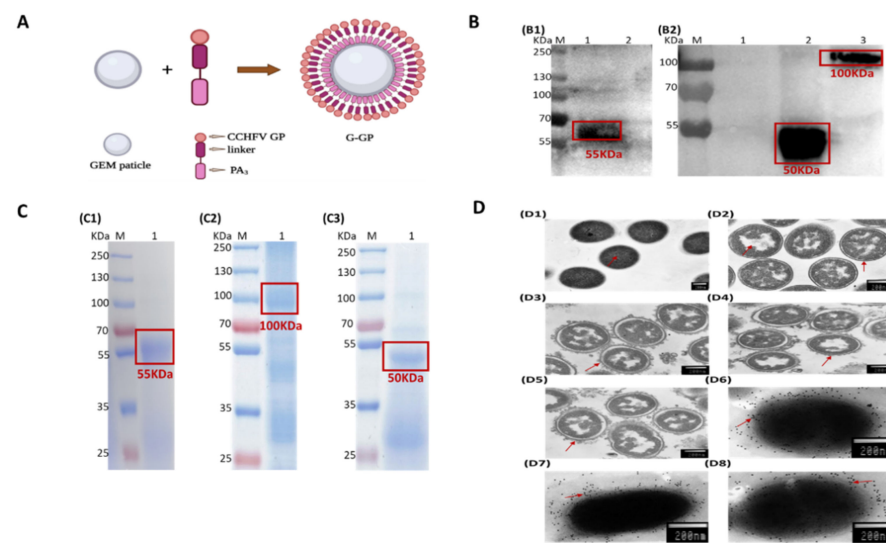 A
+
G-GP
GEM paticle
CCHFV GP
linker
PA₃
B
(B1)
KDa M 1 2
250
130
100
70
55
55KDa
(B2)
KDa M 1 2 3
100
70
55
100KDa
50KDa
C
(C1)
KDa M 1
250
130
100
70
55
35
25
55KDa
(C2)
KDa M 1
250
130
100
70
55
35
25
100KDa
(C3)
KDa M 1
250
130
100
70
55
35
25
50KDa
D
(D1)
(D2)
(D3)
(D4)
(D5)
(D6)
200nm
(D7)
200nm
(D8)
200nm